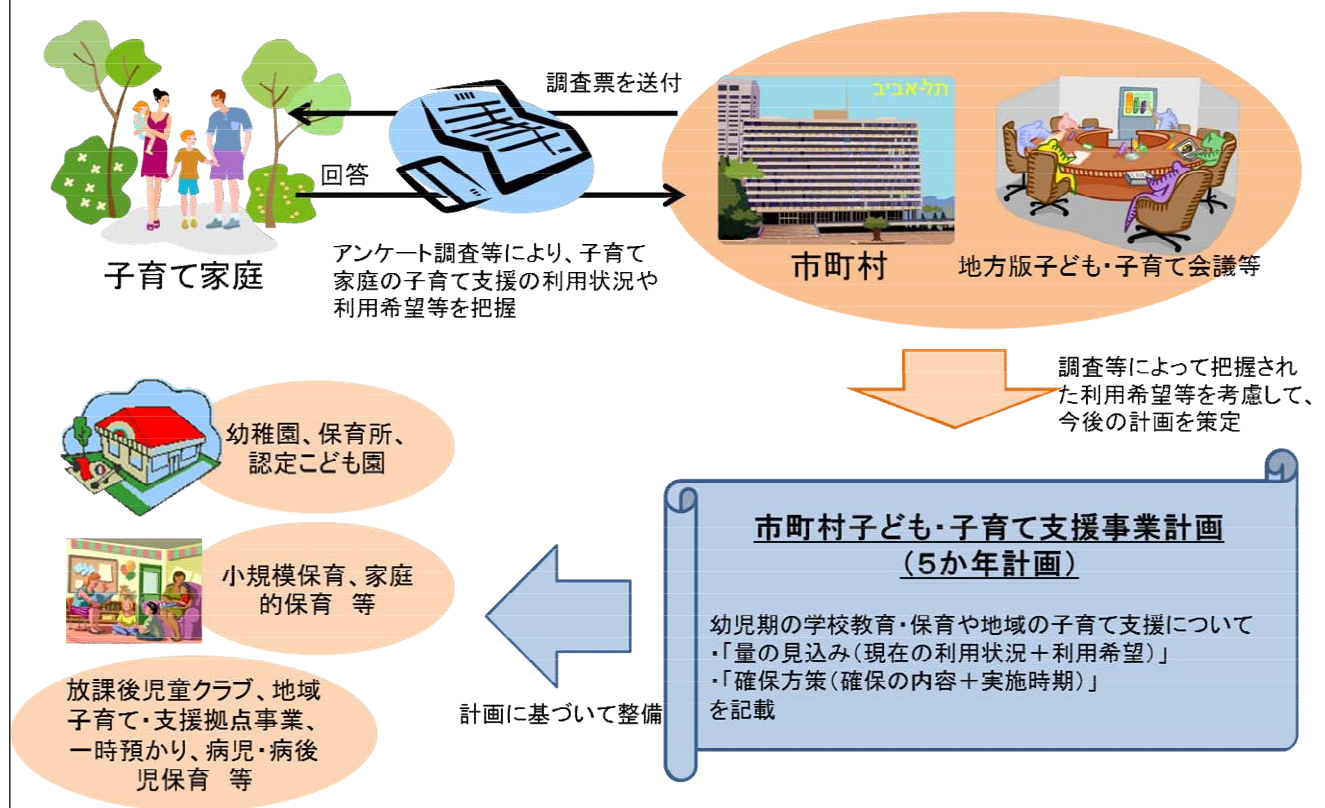 調査票を送付
回答
תל-אביב
子育て家庭
アンケート調査等により、子育て
家庭の子育て支援の利用状況や
利用希望等を把握
市町村
地方版子ども・子育て会議等
調査等によって把握され
た利用希望等を考慮して、
今後の計画を策定
市町村子ども・子育て支援事業計画
(5か年計画)
幼児期の学校教育・保育や地域の子育て支援について
・「量の見込み(現在の利用状況+利用希望)」
・「確保方策(確保の内容+実施時期)」
を記載
計画に基づいて整備
幼稚園、保育所、
認定こども園
小規模保育、家庭
的保育 等
放課後児童クラブ、地域
子育て・支援拠点事業、
一時預かり、病児・病後
児保育 等